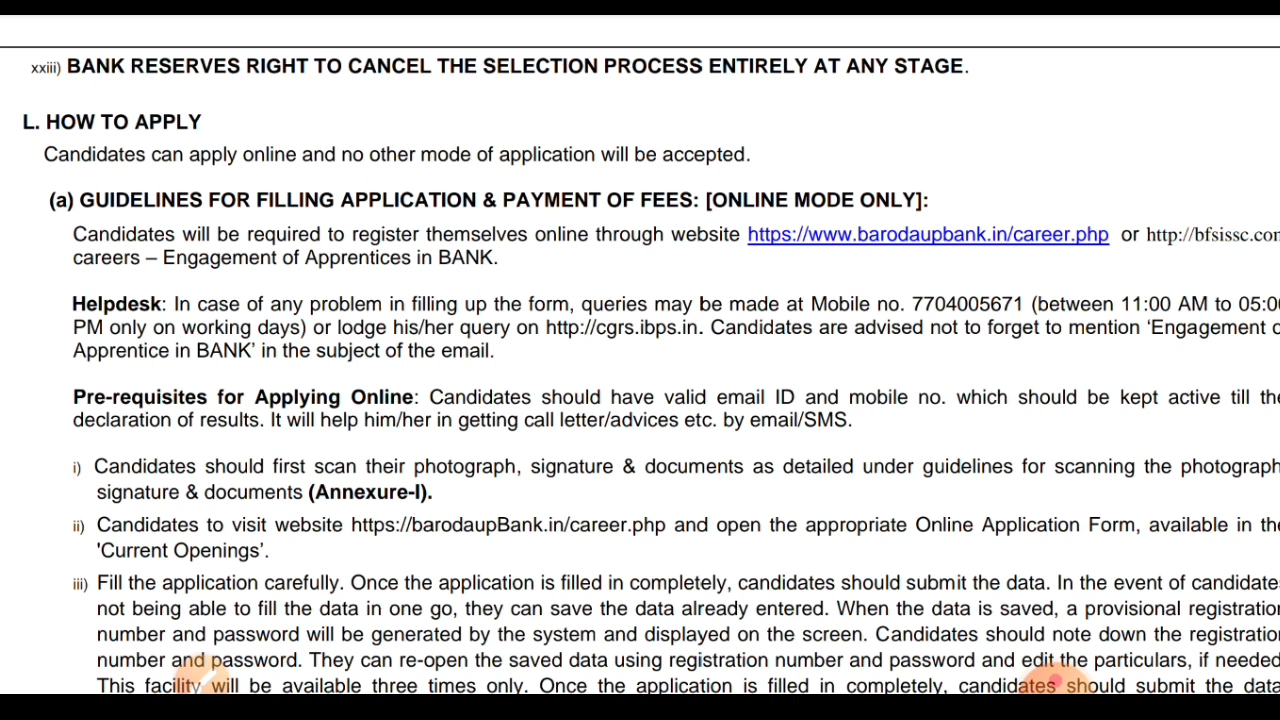 xxiii) BANK RESERVES RIGHT TO CANCEL THE SELECTION PROCESS ENTIRELY AT ANY STAGE.
L. HOW TO APPLY
Candidates can apply online and no other mode of application will be accepted.
(a) GUIDELINES FOR FILLING APPLICATION & PAYMENT OF FEES: [ONLINE MODE ONLY]:
Candidates will be required to register themselves online through website https://www.barodaupbank.in/career.php or http://bfsissc.com
careers – Engagement of Apprentices in BANK.
Helpdesk: In case of any problem in filling up the form, queries may be made at Mobile no. 7704005671 (between 11:00 AM to 05:00
PM only on working days) or lodge his/her query on http://cgrs.ibps.in. Candidates are advised not to forget to mention ‘Engagement o
Apprentice in BANK’ in the subject of the email.
Pre-requisites for Applying Online: Candidates should have valid email ID and mobile no. which should be kept active till the
declaration of results. It will help him/her in getting call letter/advices etc. by email/SMS.
i) Candidates should first scan their photograph, signature & documents as detailed under guidelines for scanning the photograph
signature & documents (Annexure-I).
ii) Candidates to visit website https://barodaupBank.in/career.php and open the appropriate Online Application Form, available in the
'Current Openings’.
iii) Fill the application carefully. Once the application is filled in completely, candidates should submit the data. In the event of candidates
not being able to fill the data in one go, they can save the data already entered. When the data is saved, a provisional registration
number and password will be generated by the system and displayed on the screen. Candidates should note down the registration
number and password. They can re-open the saved data using registration number and password and edit the particulars, if needed
This facility will be available three times only. Once the application is filled in completely, candidates should submit the data